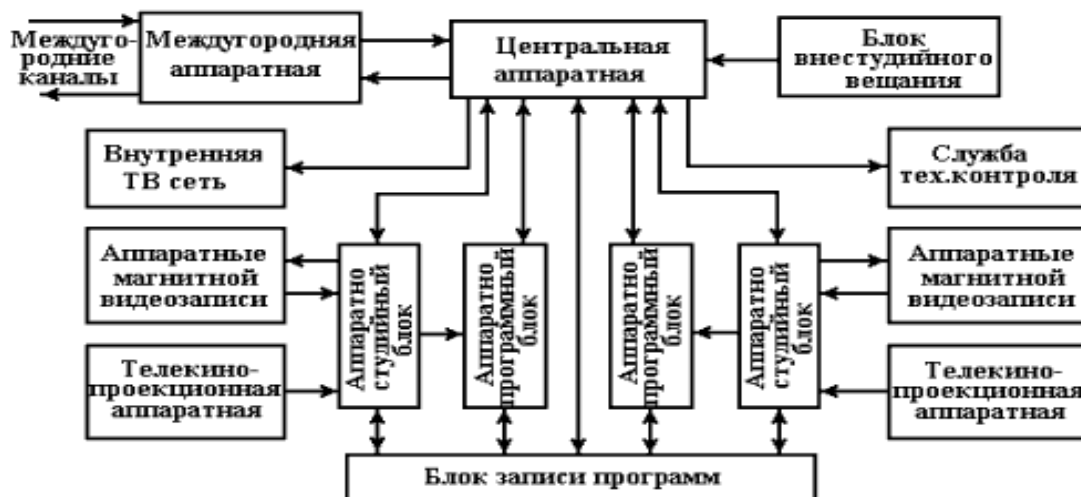 Междуго-
родние
каналы
Междугородняя
аппаратная
Центральная
аппаратная
Блок
внестудийного
вещания
Внутренняя
ТВ сеть
Служба
тех.контроля
Аппаратные
магнитной
видеозаписи
Аппаратно
студийный
блок
Аппаратно
программный
блок
Аппаратно
программный
блок
Аппаратно
студийный
блок
Аппаратные
магнитной
видеозаписи
Телекино-
проекционная
аппаратная
Телекино-
проекционная
аппаратная
Блок записи программ